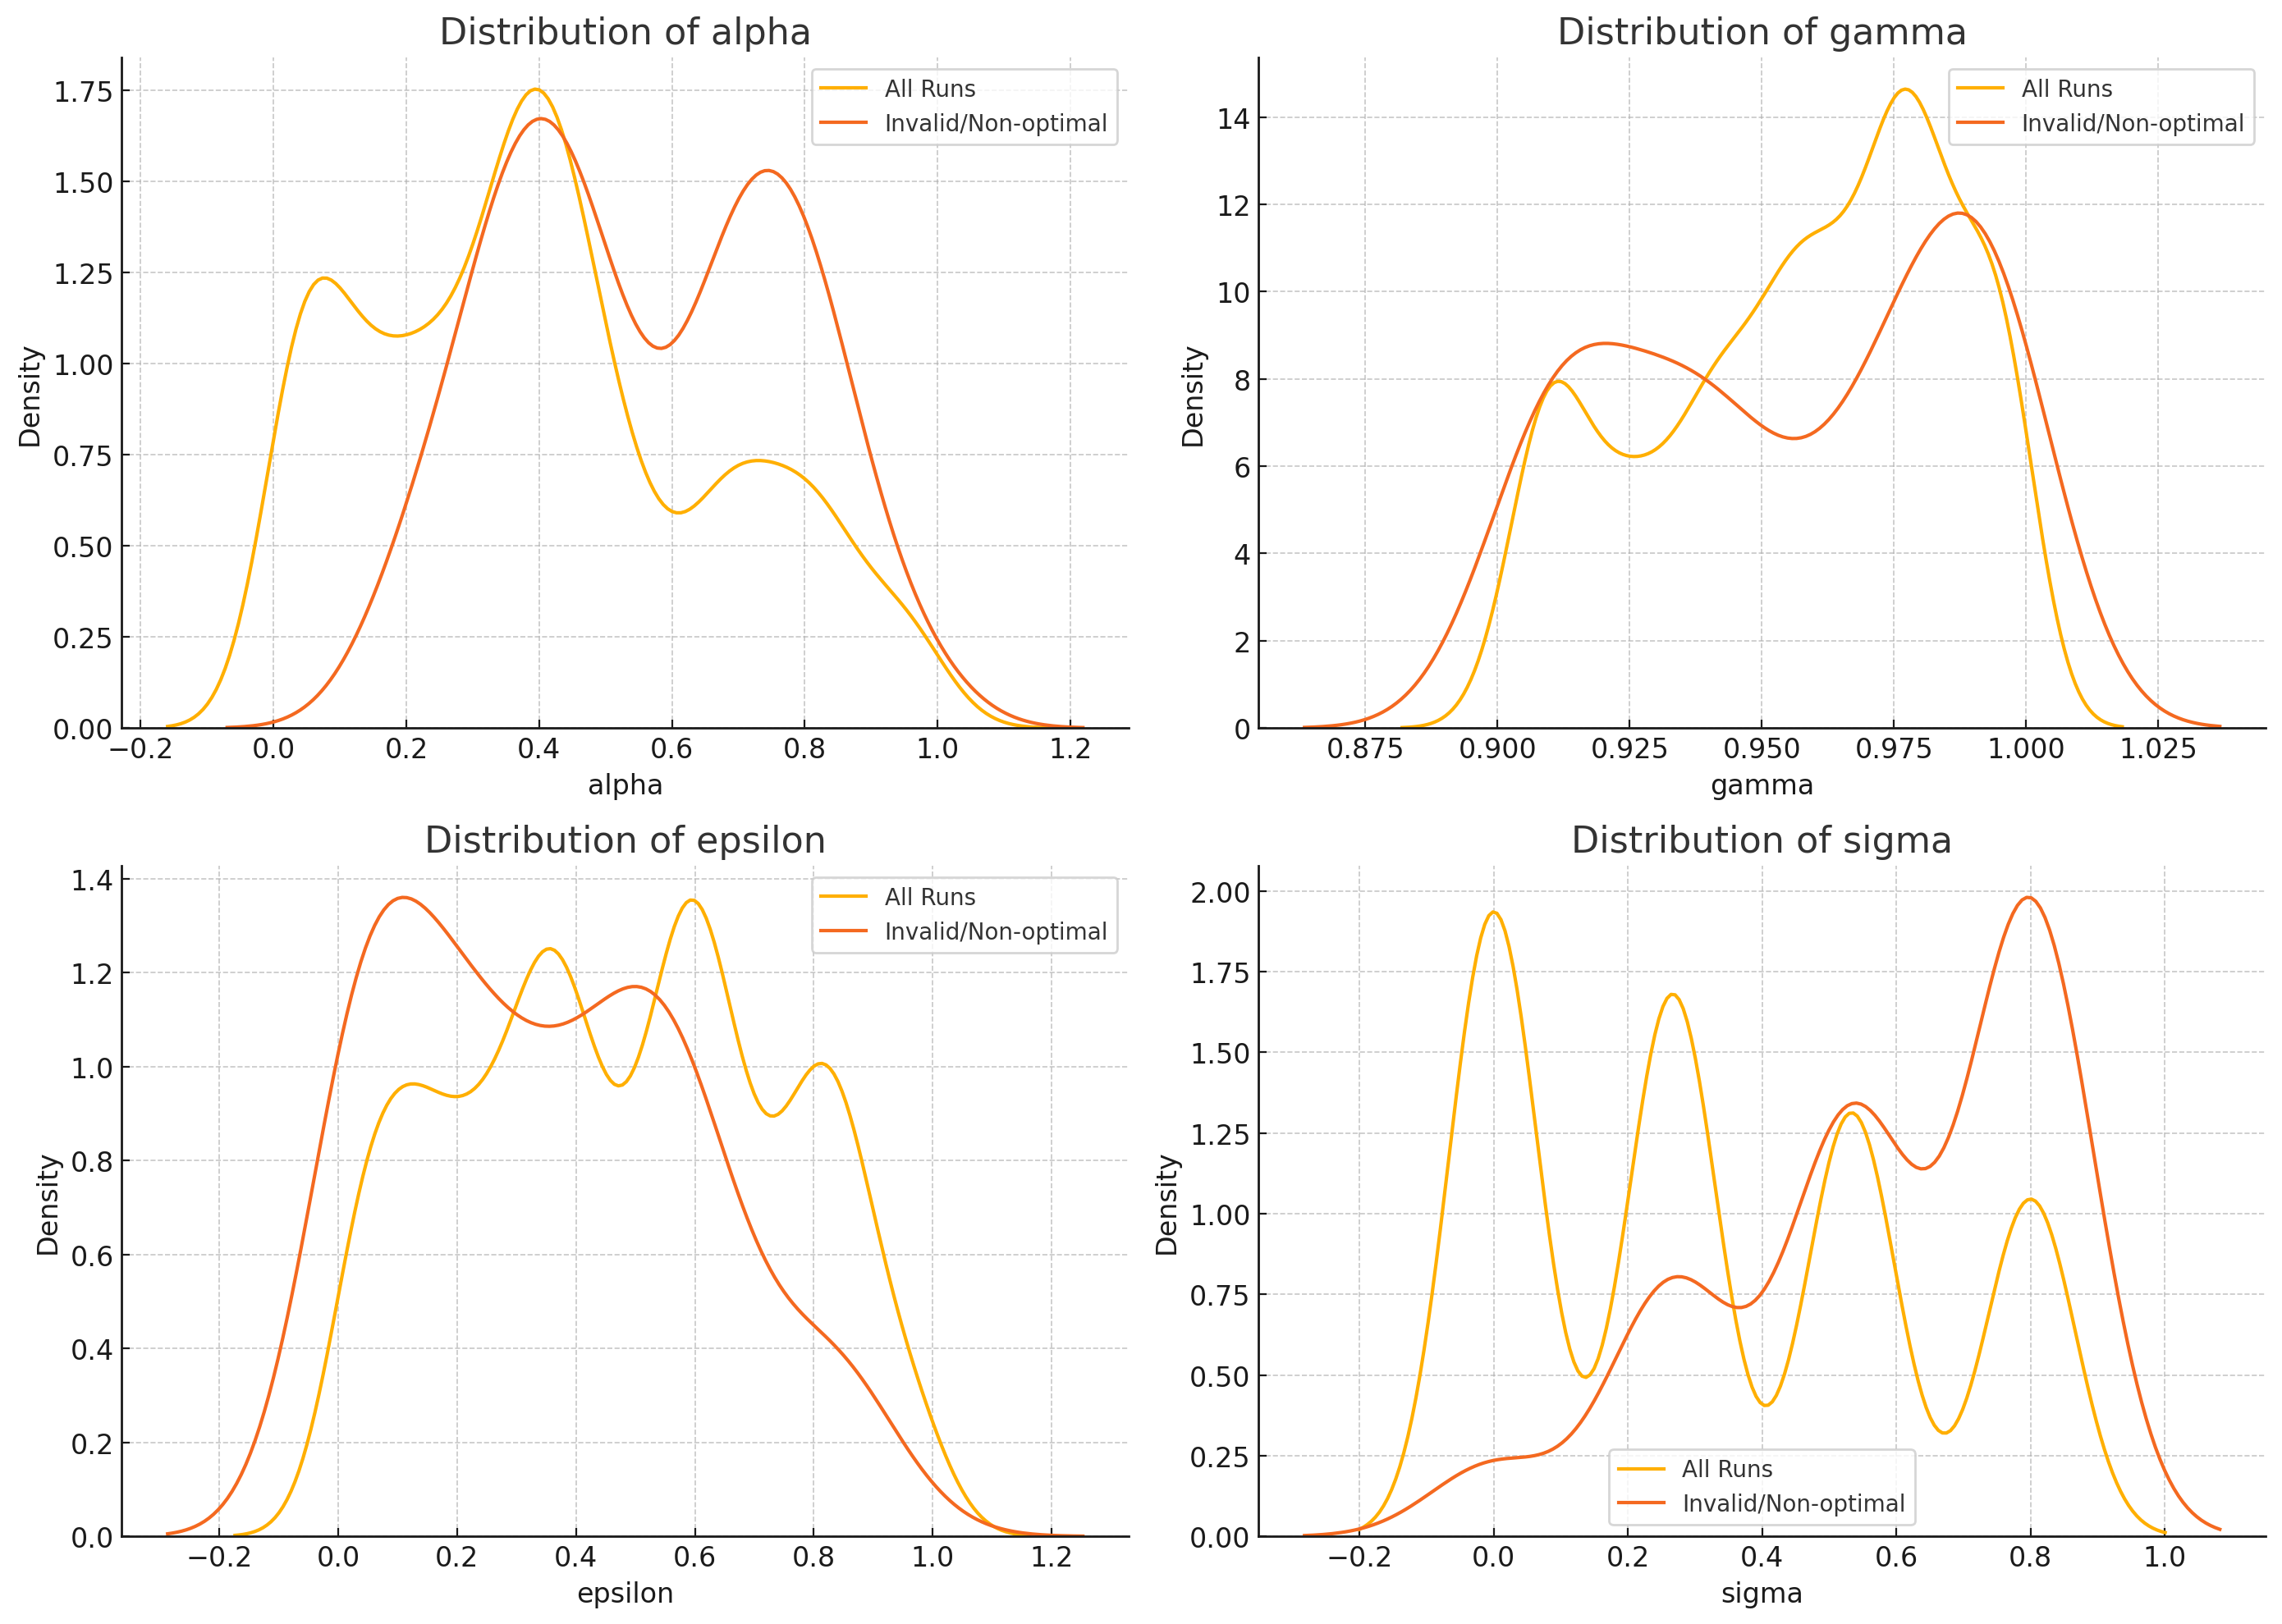 Distribution of alpha
Density
1.75
1.50
1.25
1.00
0.75
0.50
0.25
0.00
All Runs
Invalid/Non-optimal
−0.2 0.0 0.2 0.4 0.6 0.8 1.0 1.2
alpha
Distribution of gamma
Density
14
12
10
8
6
4
2
0
All Runs
Invalid/Non-optimal
0.875 0.900 0.925 0.950 0.975 1.000 1.025
gamma
Distribution of epsilon
Density
1.4
1.2
1.0
0.8
0.6
0.4
0.2
0.0
All Runs
Invalid/Non-optimal
−0.2 0.0 0.2 0.4 0.6 0.8 1.0 1.2
epsilon
Distribution of sigma
Density
2.00
1.75
1.50
1.25
1.00
0.75
0.50
0.25
0.00
All Runs
Invalid/Non-optimal
−0.2 0.0 0.2 0.4 0.6 0.8 1.0
sigma